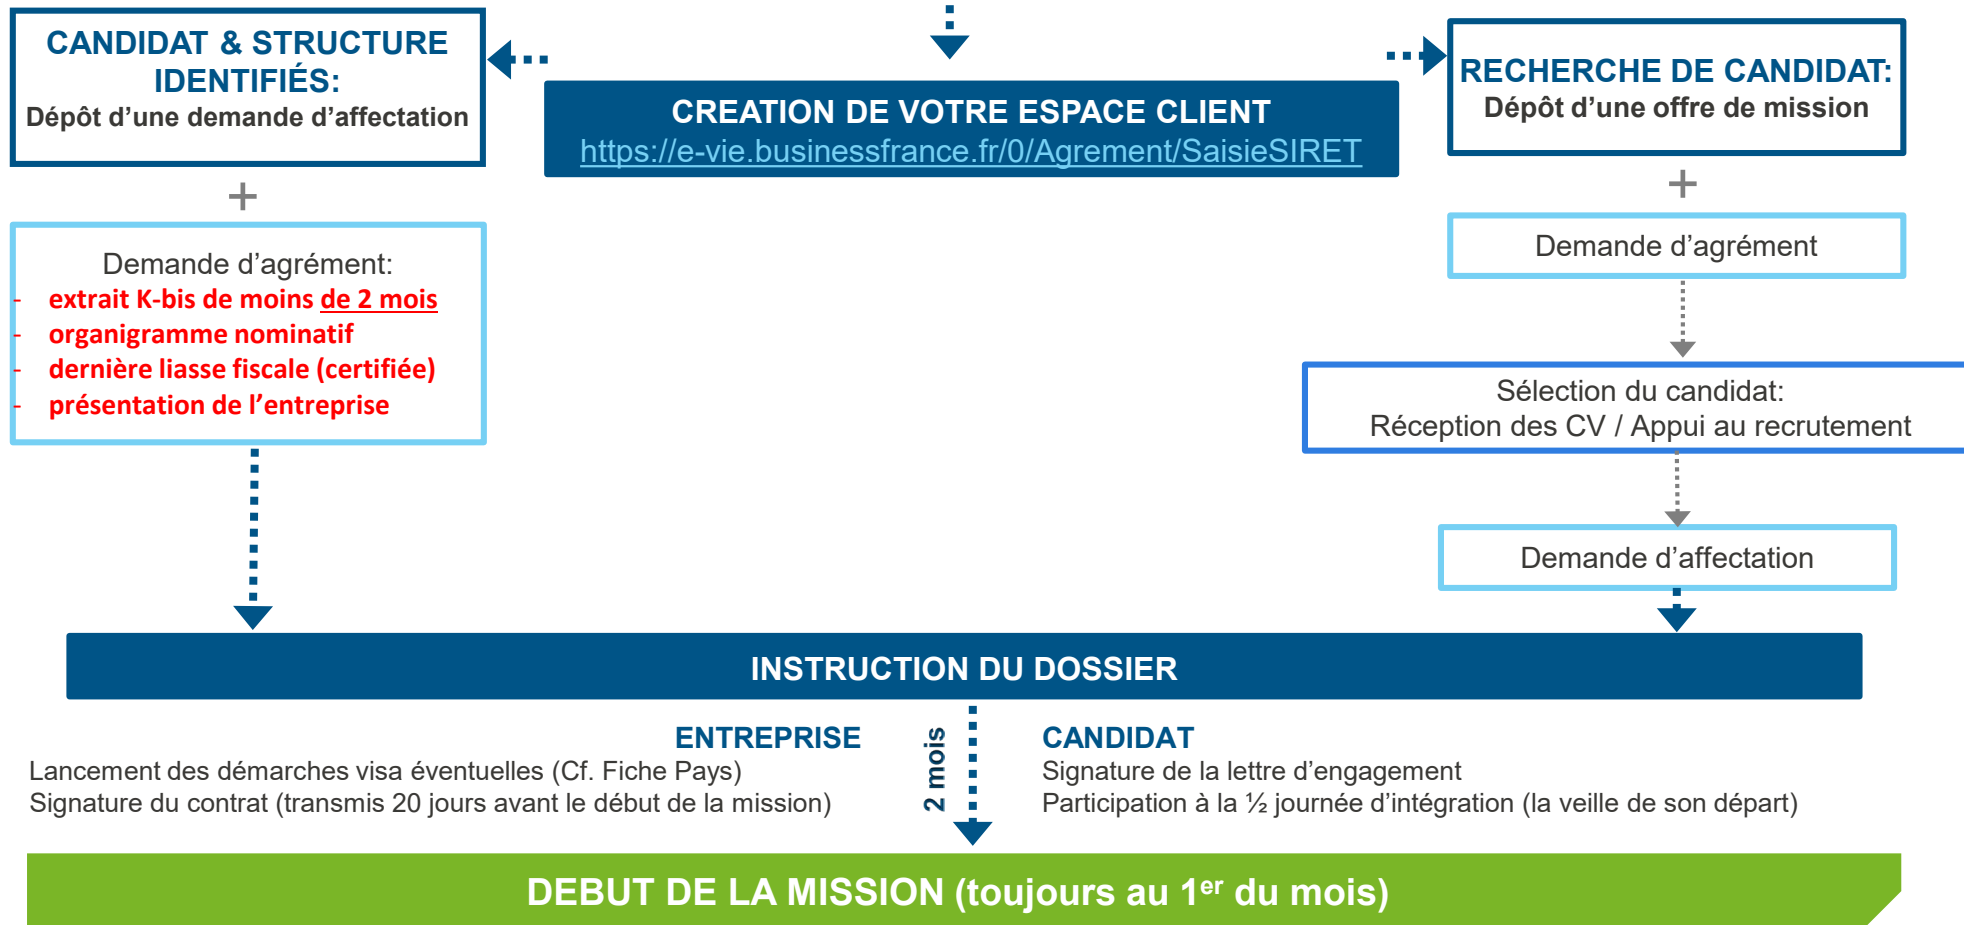 CANDIDAT & STRUCTURE
IDENTIFIÉS:
Dépôt d’une demande d’affectation
CREATION DE VOTRE ESPACE CLIENT
https://e-vie.businessfrance.fr/0/Agrement/SaisieSIRET
RECHERCHE DE CANDIDAT:
Dépôt d’une offre de mission
+
Demande d’agrément:
- extrait K-bis de moins de 2 mois
- organigramme nominatif
- dernière liasse fiscale (certifiée)
- présentation de l’entreprise
+
Demande d’agrément
Sélection du candidat:
Réception des CV / Appui au recrutement
Demande d’affectation
INSTRUCTION DU DOSSIER
ENTREPRISE
Lancement des démarches visa éventuelles (Cf. Fiche Pays)
Signature du contrat (transmis 20 jours avant le début de la mission)
2 mois
CANDIDAT
Signature de la lettre d’engagement
Participation à la ½ journée d’intégration (la veille de son départ)
DEBUT DE LA MISSION (toujours au 1er du mois)